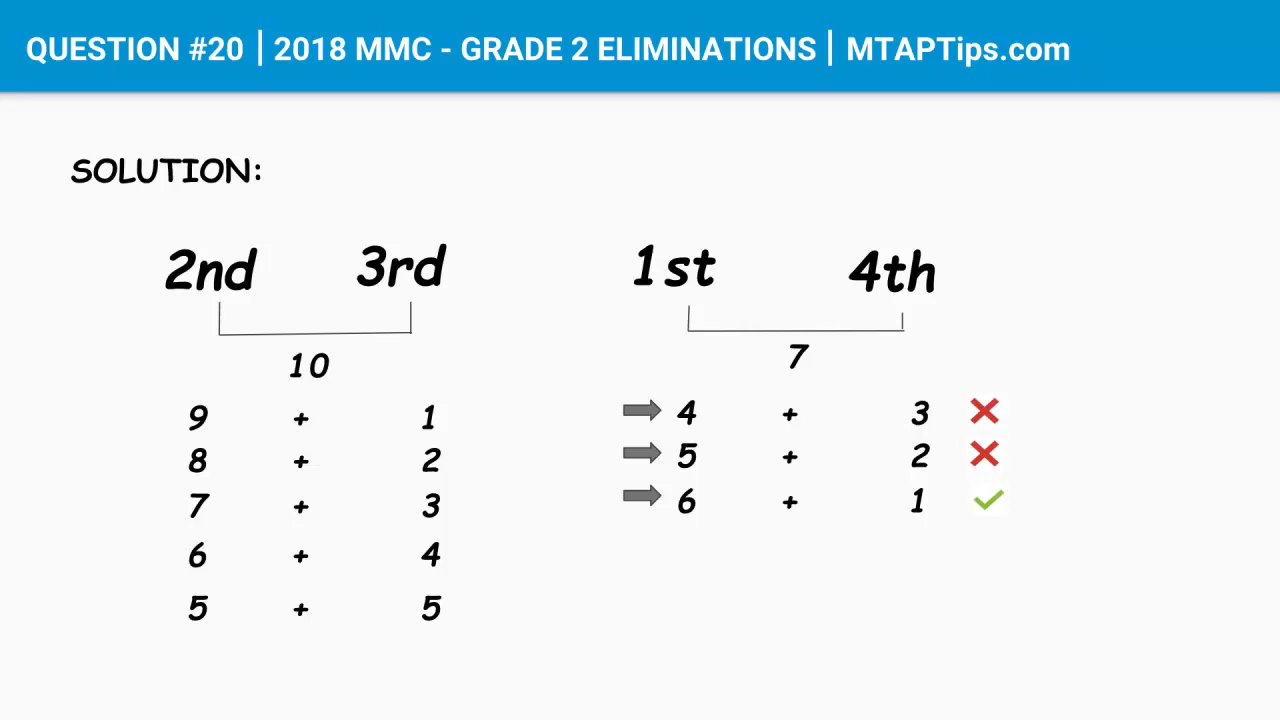 QUESTION #20 | 2018 MMC - GRADE 2 ELIMINATIONS | MTAPTips.com
SOLUTION:
2nd 3rd
10
9 + 1
8 + 2
7 + 3
6 + 4
5 + 5
1st 4th
7
4 + 3
5 + 2
6 + 1